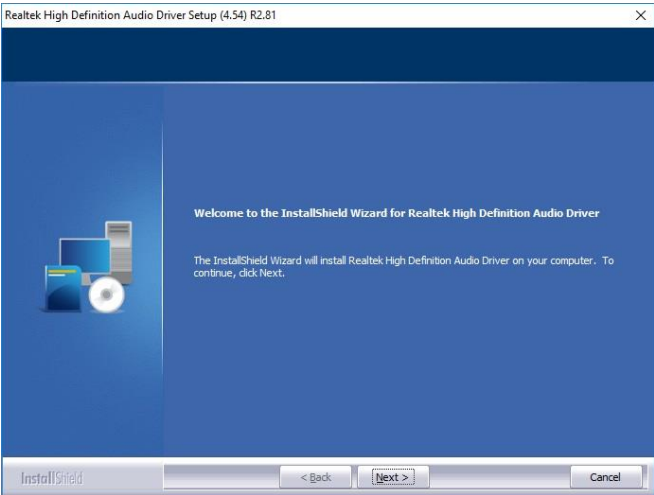 Realtek High Definition Audio Driver Setup (4.54) R2.81
Welcome to the InstallShield Wizard for Realtek High Definition Audio Driver
The InstallShield Wizard will install Realtek High Definition Audio Driver on your computer. To
continue, click Next.
InstallShield
< Back
Next >
Cancel